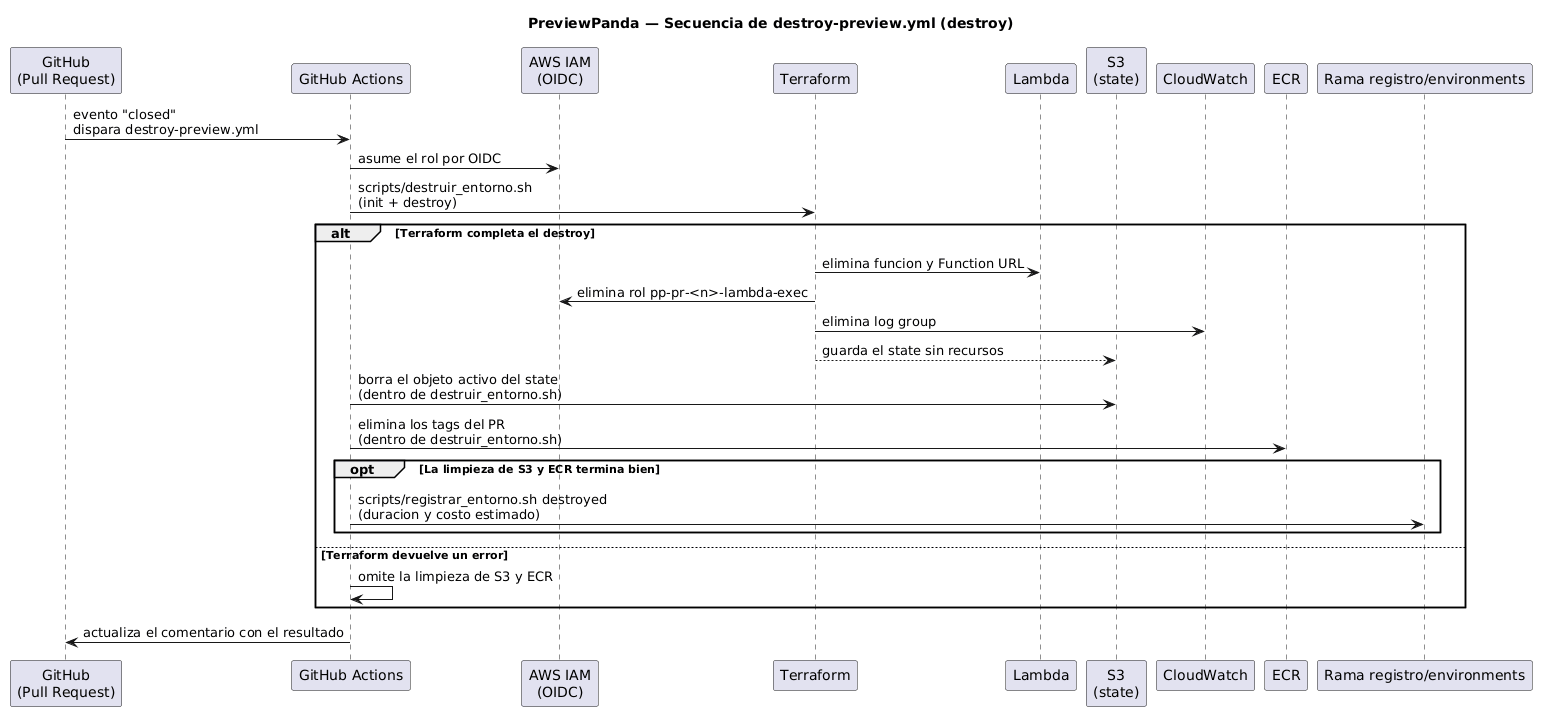 PreviewPanda — Secuencia de destroy-preview.yml (destroy)
GitHub
(Pull Request)
GitHub Actions
AWS IAM
(OIDC)
Terraform
Lambda
S3
(state)
CloudWatch
ECR
Rama registro/environments
evento "closed"
dispara destroy-preview.yml
asume el rol por OIDC
scripts/destruir_entorno.sh
(init + destroy)
alt [Terraform completa el destroy]
elimina funcion y Function URL
elimina rol pp-pr-<n>-lambda-exec
elimina log group
guarda el state sin recursos
borra el objeto activo del state
(dentro de destruir_entorno.sh)
elimina los tags del PR
(dentro de destruir_entorno.sh)
opt [La limpieza de S3 y ECR termina bien]
scripts/registrar_entorno.sh destroyed
(duracion y costo estimado)
[Terraform devuelve un error]
omite la limpieza de S3 y ECR
actualiza el comentario con el resultado
GitHub
(Pull Request)
GitHub Actions
AWS IAM
(OIDC)
Terraform
Lambda
S3
(state)
CloudWatch
ECR
Rama registro/environments